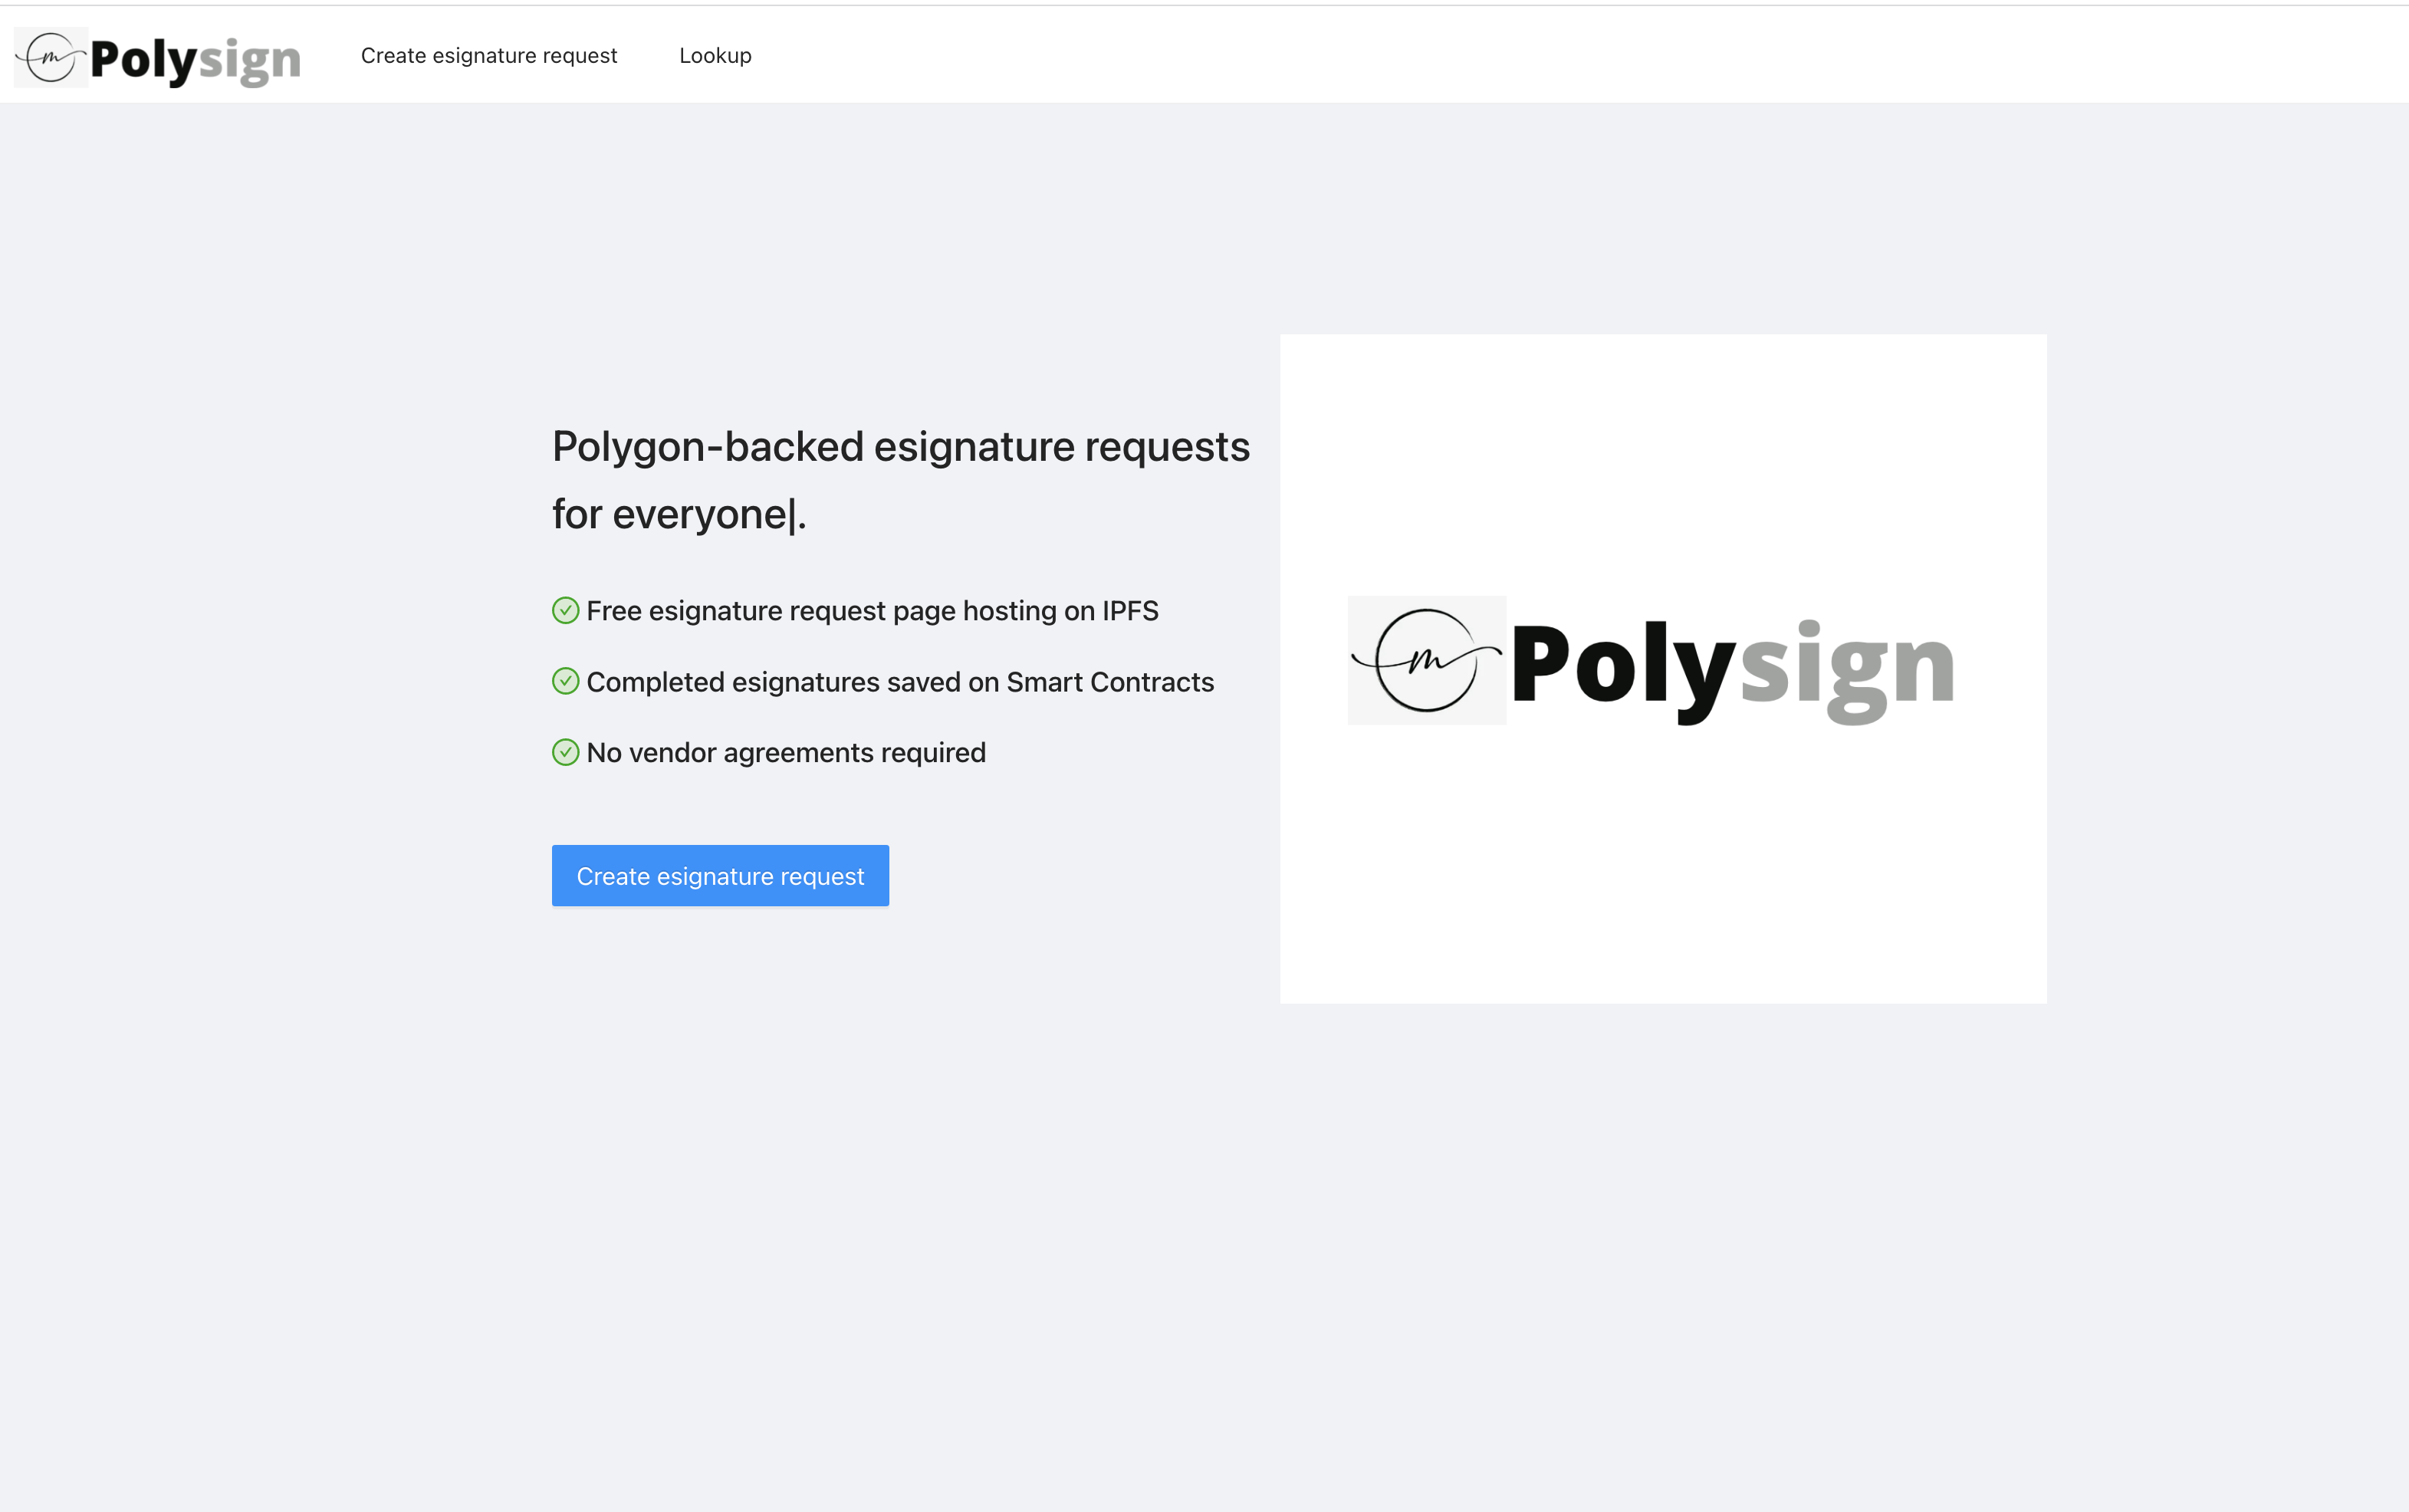 m Polysign
Create esignature request
Lookup
Polygon-backed esignature requests
for everyone|.
Free esignature request page hosting on IPFS
Completed esignatures saved on Smart Contracts
No vendor agreements required
Create esignature request
m Polysign